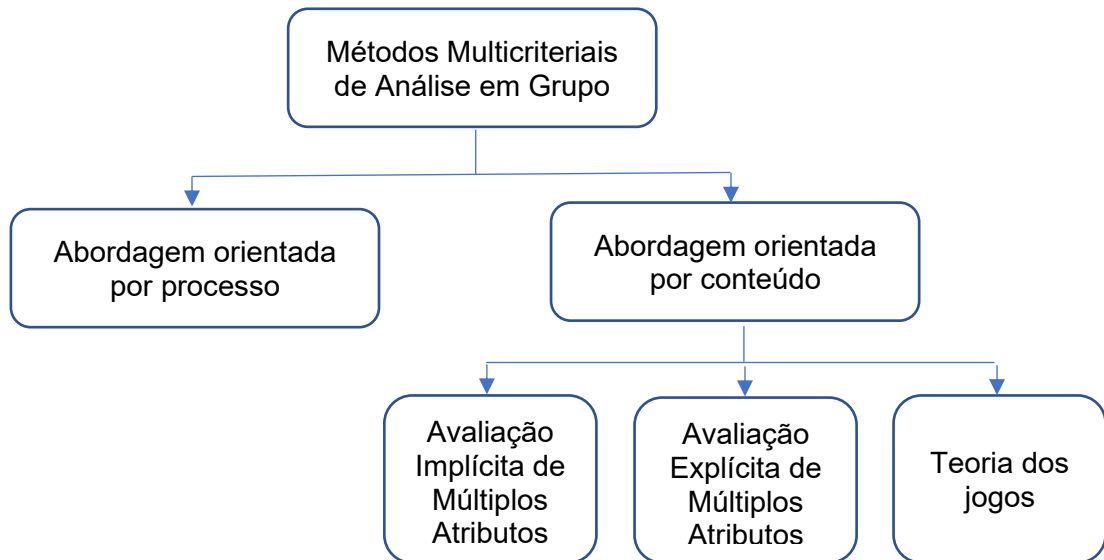 Métodos Multicriteriais
de Análise em Grupo
Abordagem orientada
por processo
Abordagem orientada
por conteúdo
Avaliação
Implícita de
Múltiplos
Atributos
Avaliação
Explícita de
Múltiplos
Atributos
Teoria dos
jogos